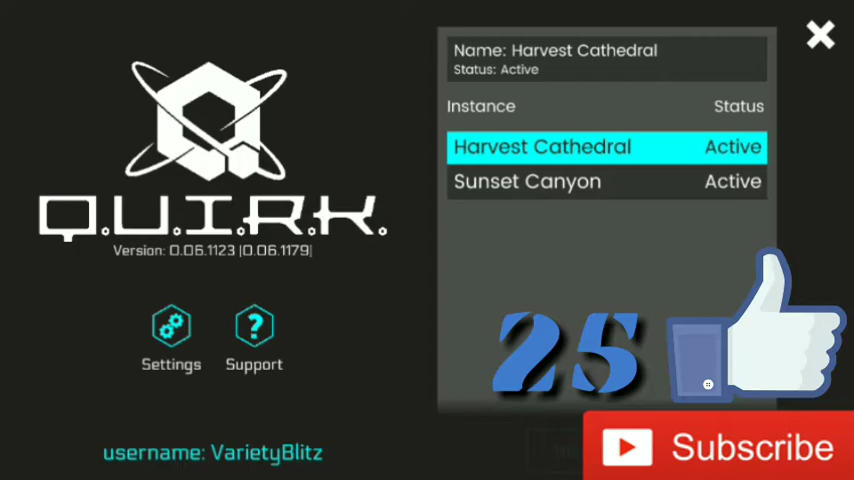 Q.U.I.R.K.
Version: 0.06.1123 |0.06.1179|
Settings
Support
username: VarietyBlitz
Name: Harvest Cathedral
Status: Active
Instance Status
Harvest Cathedral Active
Sunset Canyon Active
25
Subscribe